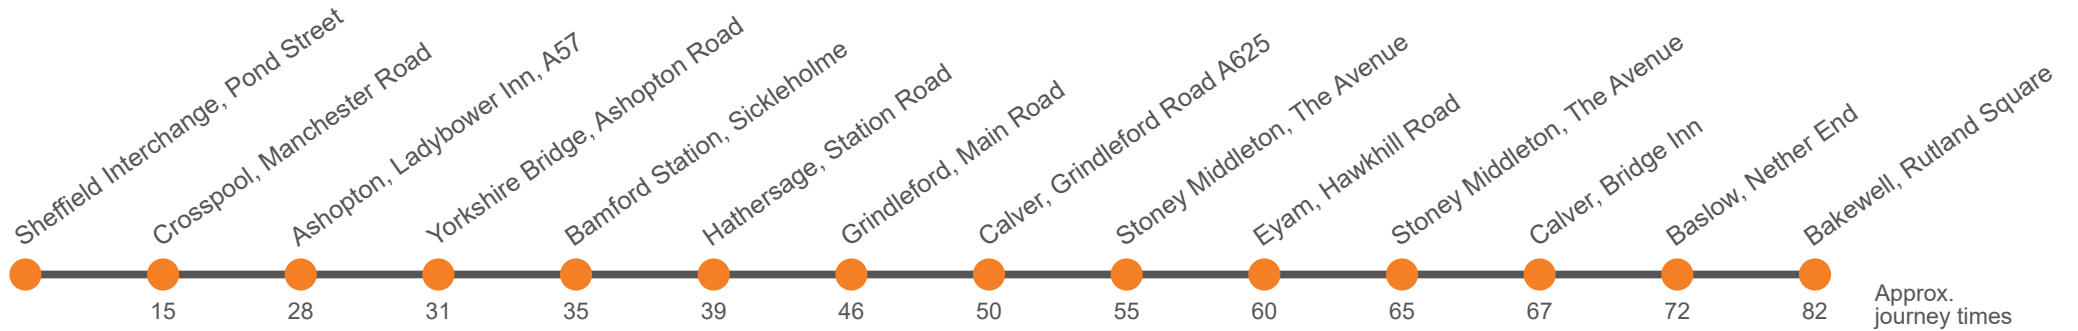 Sheffield Interchange, Pond Street
Crosspool, Manchester Road
Ashopton, Ladybower Inn, A57
Yorkshire Bridge, Ashopton Road
Bamford Station, Sickleholme
Hathersage, Station Road
Grindleford, Main Road
Calver, Grindleford Road A625
Stoney Middleton, The Avenue
Eyam, Hawkhill Road
Stoney Middleton, The Avenue
Calver, Bridge Inn
Baslow, Nether End
Bakewell, Rutland Square
15 28 31 35 39 46 50 55 60 65 67 72 82
Approx.
journey times